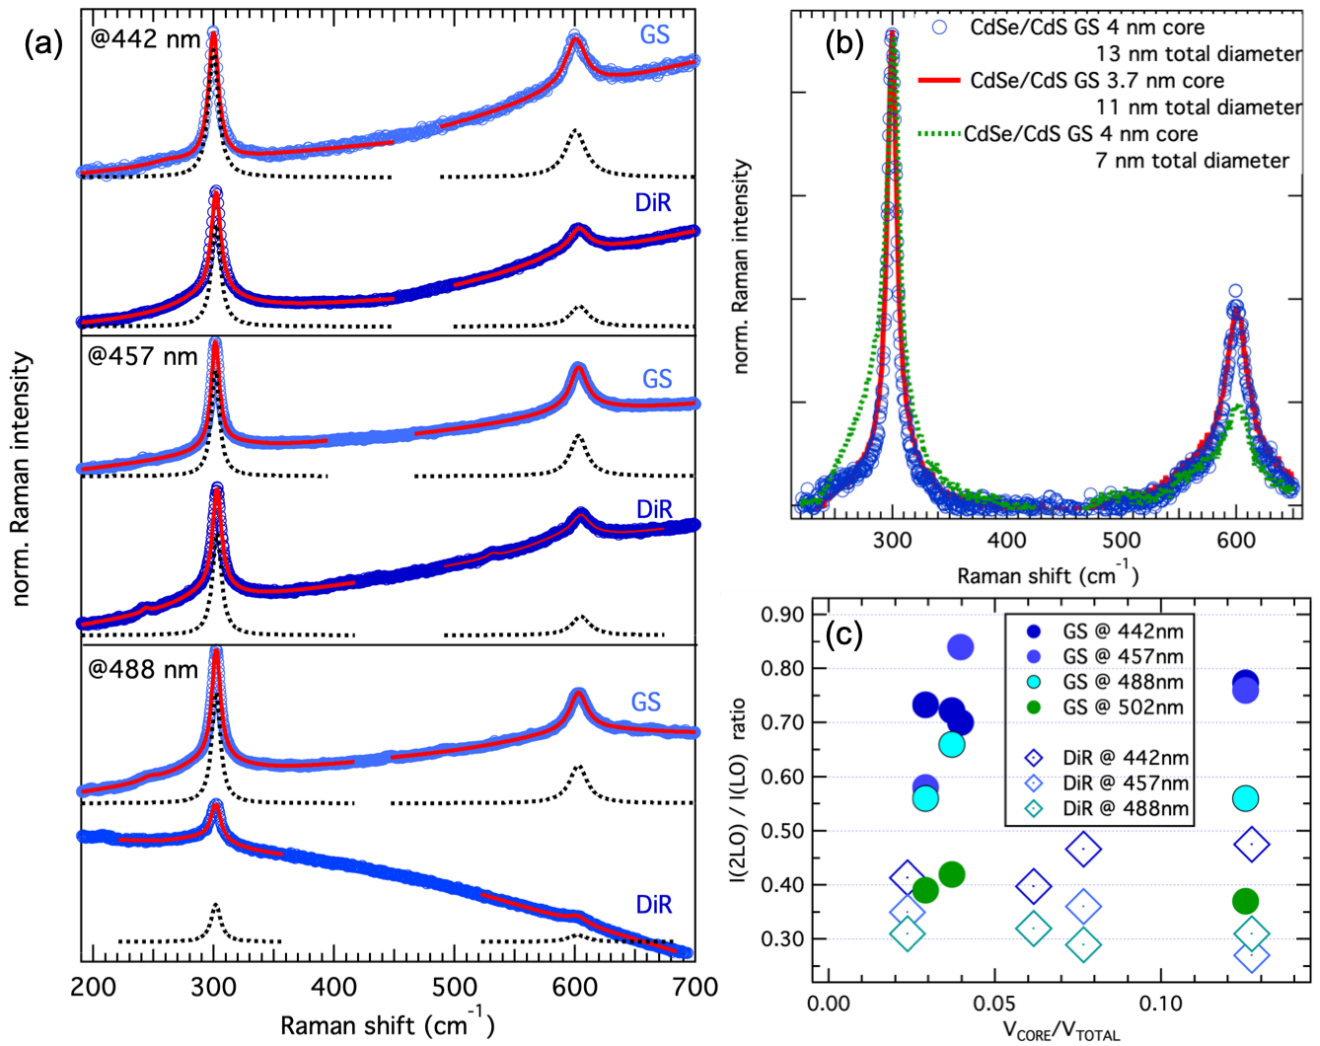 (a)
@442 nm
GS
DiR
@457 nm
GS
DiR
@488 nm
GS
DiR
norm. Raman intensity
200 300 400 500 600 700
Raman shift (cm-1)
(b)
CdSe/CdS GS 4 nm core
13 nm total diameter
CdSe/CdS GS 3.7 nm core
11 nm total diameter
CdSe/CdS GS 4 nm core
7 nm total diameter
norm. Raman intensity
300 400 500 600
Raman shift (cm-1)
(c)
GS @ 442nm
GS @ 457nm
GS @ 488nm
GS @ 502nm
DiR @ 442nm
DiR @ 457nm
DiR @ 488nm
I(2LO) / I(LO) ratio
0.90
0.80
0.70
0.60
0.50
0.40
0.30
0.00 0.05 0.10
VCORE/VTOTAL